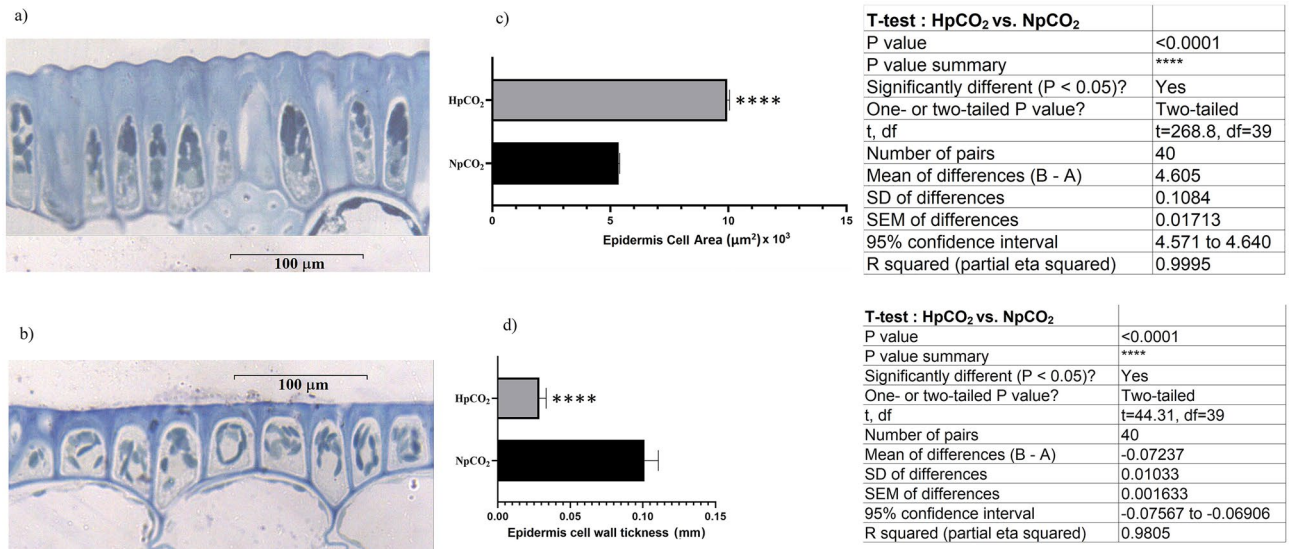 a)
100 μm
b)
100 μm
c)
HpCO₂
****
NpCO₂
0 5 10 15
Epidermis Cell Area (μm²) x 10³
d)
HpCO₂
****
NpCO₂
0.00 0.05 0.10 0.15
Epidermis cell wall tickness (mm)
T-test : HpCO₂ vs. NpCO₂
P value <0.0001
P value summary ****
Significantly different (P < 0.05)? Yes
One- or two-tailed P value? Two-tailed
t, df t=268.8, df=39
Number of pairs 40
Mean of differences (B - A) 4.605
SD of differences 0.1084
SEM of differences 0.01713
95% confidence interval 4.571 to 4.640
R squared (partial eta squared) 0.9995
T-test : HpCO₂ vs. NpCO₂
P value <0.0001
P value summary ****
Significantly different (P < 0.05)? Yes
One- or two-tailed P value? Two-tailed
t, df t=44.31, df=39
Number of pairs 40
Mean of differences (B - A) -0.07237
SD of differences 0.01033
SEM of differences 0.001633
95% confidence interval -0.07567 to -0.06906
R squared (partial eta squared) 0.9805